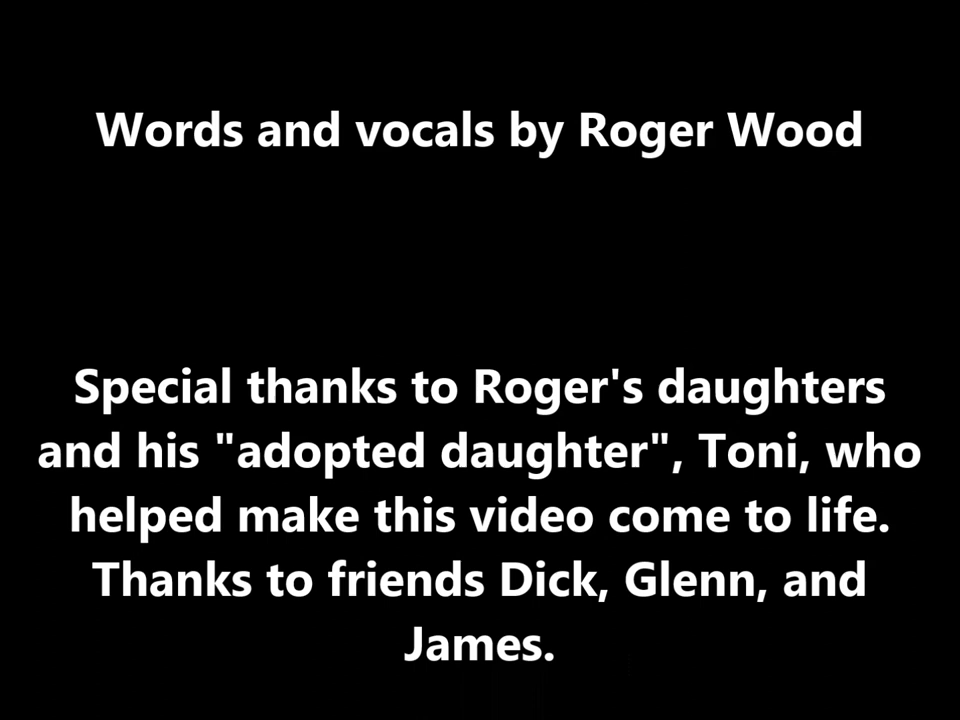 Words and vocals by Roger Wood
Special thanks to Roger's daughters
and his "adopted daughter", Toni, who
helped make this video come to life.
Thanks to friends Dick, Glenn, and
James.